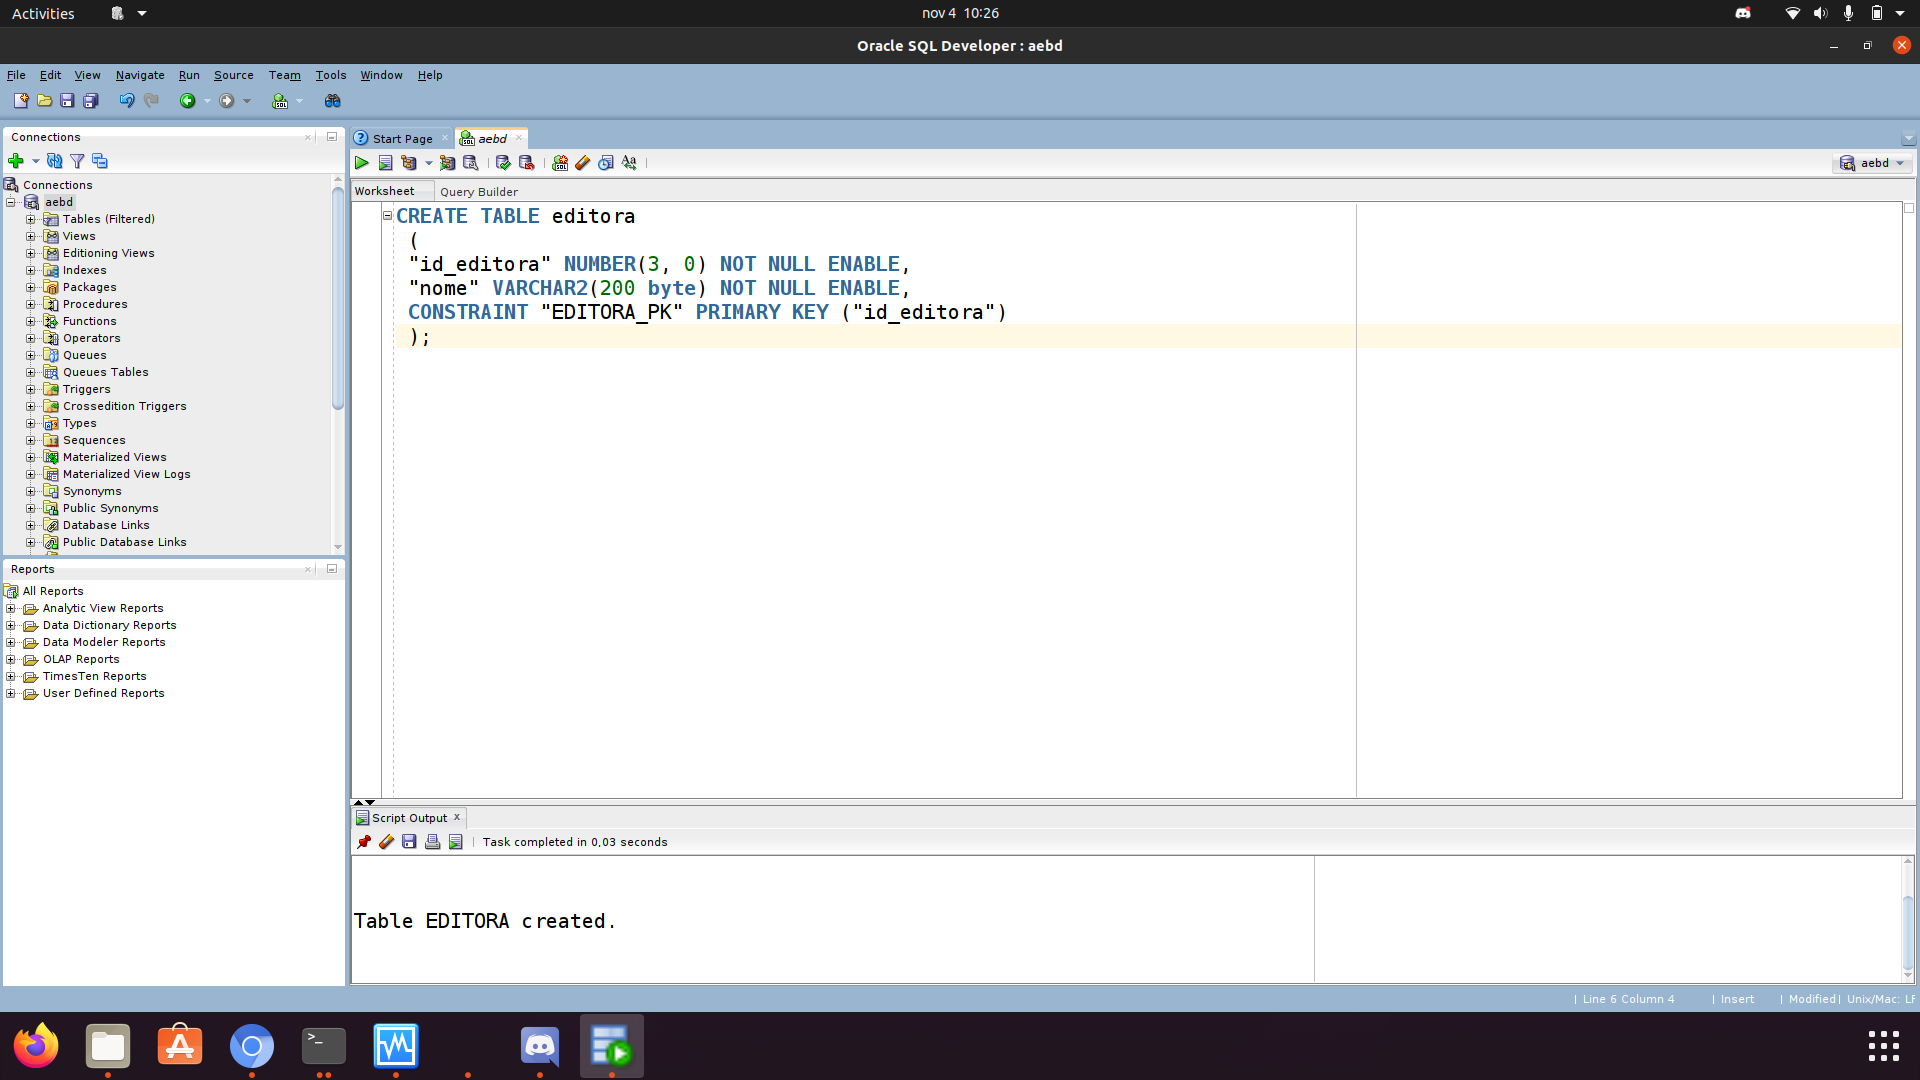 Activities
nov 4 10:26
Oracle SQL Developer : aebd
File Edit View Navigate Run Source Team Tools Window Help
Connections
Connections
aebd
Tables (Filtered)
Views
Editioning Views
Indexes
Packages
Procedures
Functions
Operators
Queues
Queues Tables
Triggers
Crossedition Triggers
Types
Sequences
Materialized Views
Materialized View Logs
Synonyms
Public Synonyms
Database Links
Public Database Links
Reports
All Reports
Analytic View Reports
Data Dictionary Reports
Data Modeler Reports
OLAP Reports
TimesTen Reports
User Defined Reports
Start Page
aebd
aebd
Worksheet Query Builder
CREATE TABLE editora
(
"id_editora" NUMBER(3, 0) NOT NULL ENABLE,
"nome" VARCHAR2(200 byte) NOT NULL ENABLE,
CONSTRAINT "EDITORA_PK" PRIMARY KEY ("id_editora")
);
Script Output
Task completed in 0,03 seconds
Table EDITORA created.
| Line 6 Column 4 | Insert | Modified | Unix/Mac: LF